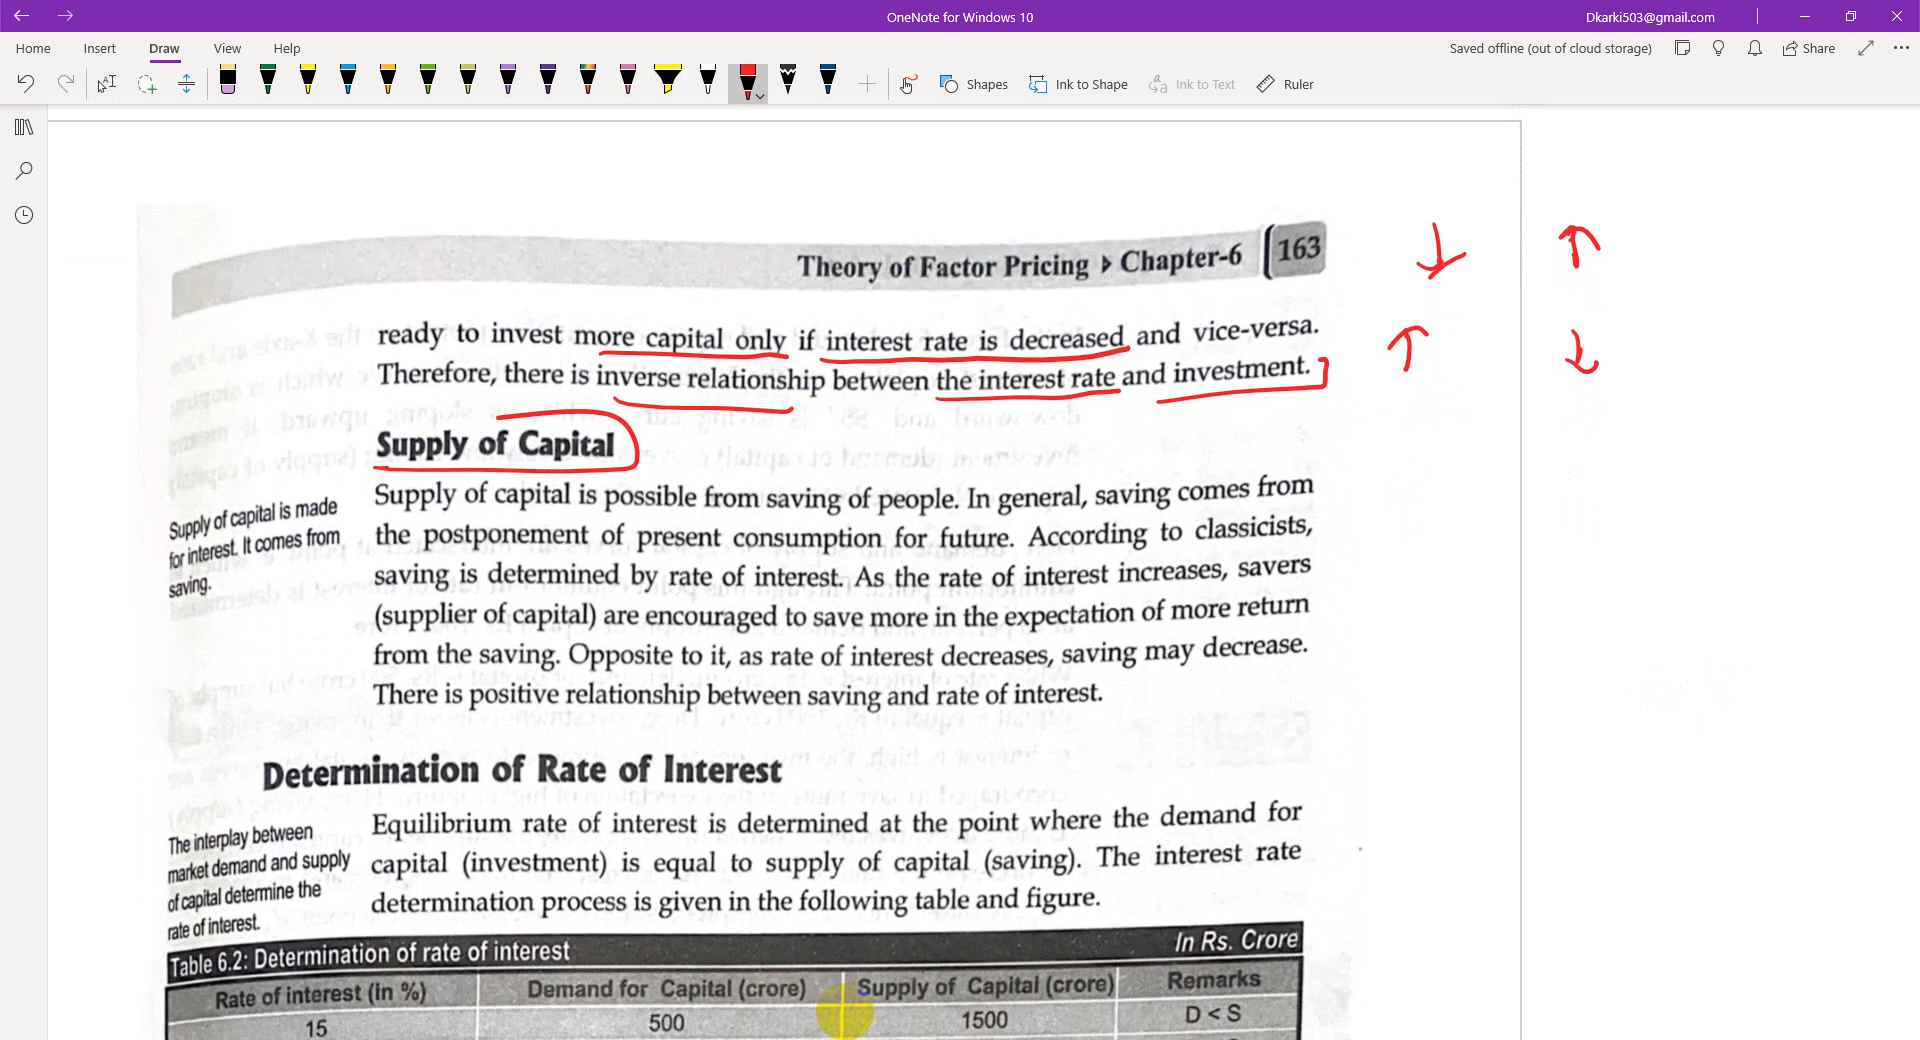 OneNote for Windows 10
Dkarki503@gmail.com
Home Insert Draw View Help
Saved offline (out of cloud storage)
Share
Shapes
Ink to Shape
Ink to Text
Ruler
Theory of Factor Pricing Chapter-6 163
ready to invest more capital only if interest rate is decreased and vice-versa.
Therefore, there is inverse relationship between the interest rate and investment.
Supply of Capital
Supply of capital is made
for interest. It comes from
saving.
Supply of capital is possible from saving of people. In general, saving comes from
the postponement of present consumption for future. According to classicists,
saving is determined by rate of interest. As the rate of interest increases, savers
(supplier of capital) are encouraged to save more in the expectation of more return
from the saving. Opposite to it, as rate of interest decreases, saving may decrease.
There is positive relationship between saving and rate of interest.
Determination of Rate of Interest
The interplay between
market demand and supply
of capital determine the
rate of interest.
Equilibrium rate of interest is determined at the point where the demand for
capital (investment) is equal to supply of capital (saving). The interest rate
determination process is given in the following table and figure.
Table 6.2: Determination of rate of interest In Rs. Crore
Rate of interest (in %) Demand for Capital (crore) Supply of Capital (crore) Remarks
15 500 1500 D < S